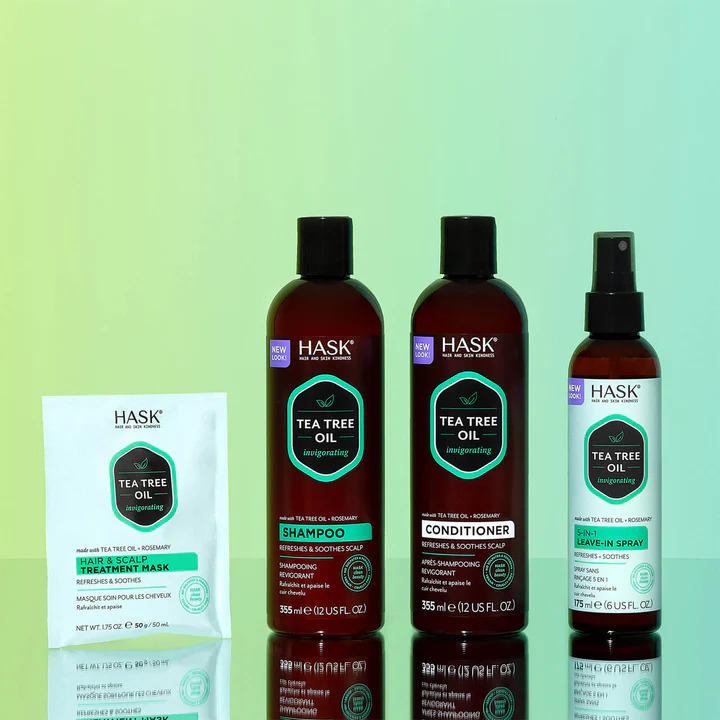 HASK®
HAIR AND SKIN KINDNESS
TEA TREE
OIL
invigorating
made with TEA TREE OIL + ROSEMARY
HAIR & SCALP
TREATMENT MASK
REFRESHES & SOOTHES
MASQUE SOIN POUR LES CHEVEUX
Rafraîchit et apaise
NET WT. 1.75 OZ. ℮ 50 g / 50 mL
NEW
LOOK!
HASK®
HAIR AND SKIN KINDNESS
TEA TREE
OIL
invigorating
made with TEA TREE OIL + ROSEMARY
SHAMPOO
REFRESHES & SOOTHES SCALP
SHAMPOOING
REVIGORANT
Rafraîchit et apaise le
cuir chevelu
HASK
clean
beauty
355 ml ℮ (12 US FL. OZ.)
NEW
LOOK!
HASK®
HAIR AND SKIN KINDNESS
TEA TREE
OIL
invigorating
made with TEA TREE OIL + ROSEMARY
CONDITIONER
REFRESHES & SOOTHES SCALP
APRÈS-SHAMPOOING
REVIGORANT
Rafraîchit et apaise le
cuir chevelu
HASK
clean
beauty
355 ml ℮ (12 US FL. OZ.)
NEW
LOOK!
HASK®
HAIR AND SKIN KINDNESS
TEA TREE
OIL
invigorating
made with TEA TREE OIL + ROSEMARY
5-IN-1
LEAVE-IN SPRAY
REFRESHES + SOOTHES
SPRAY SANS
RINÇAGE 5 EN 1
Rafraîchit et apaise le
cuir chevelu
175 ml ℮ (6 US FL. OZ.)